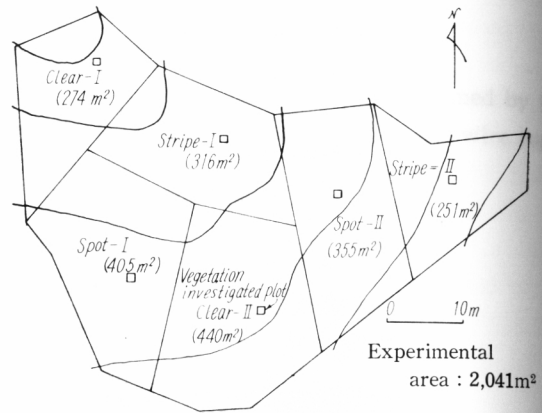 N
Clear-I
(274 m²)
Stripe-I
(316m²)
Stripe=II
(251m²)
Spot-II
(355m²)
Spot-I
(405m²)
Vegetation
investigated plot
Clear-II
(440m²)
0 10m
Experimental
area : 2,041m²